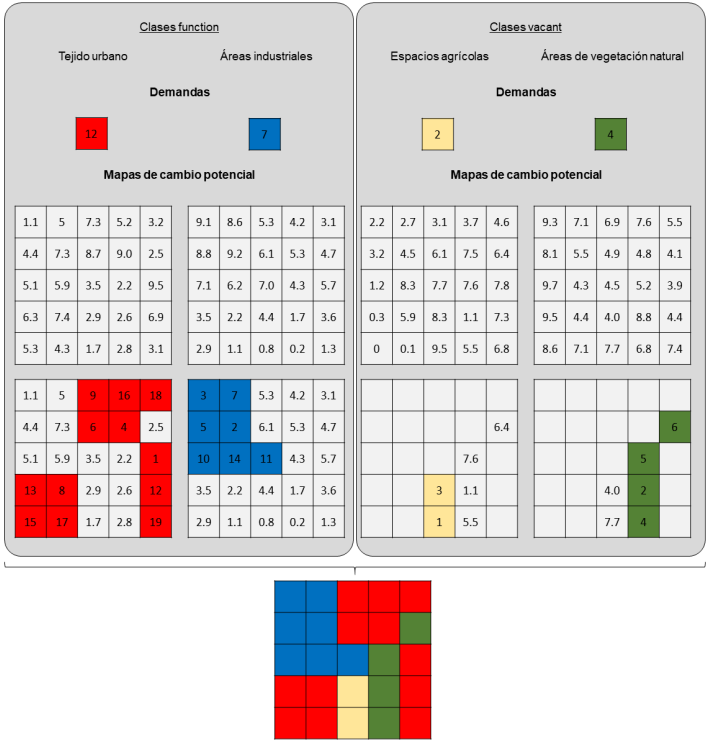 Clases function
Tejido urbano Áreas industriales
Demandas
12 7
Mapas de cambio potencial
1.1 5 7.3 5.2 3.2
4.4 7.3 8.7 9.0 2.5
5.1 5.9 3.5 2.2 9.5
6.3 7.4 2.9 2.6 6.9
5.3 4.3 1.7 2.8 3.1
9.1 8.6 5.3 4.2 3.1
8.8 9.2 6.1 5.3 4.7
7.1 6.2 7.0 4.3 5.7
3.5 2.2 4.4 1.7 3.6
2.9 1.1 0.8 0.2 1.3
1.1 5 9 16 18
4.4 7.3 6 4 2.5
5.1 5.9 3.5 2.2 1
13 8 2.9 2.6 12
15 17 1.7 2.8 19
3 7 5.3 4.2 3.1
5 2 6.1 5.3 4.7
10 14 11 4.3 5.7
3.5 2.2 4.4 1.7 3.6
2.9 1.1 0.8 0.2 1.3
Clases vacant
Espacios agrícolas Áreas de vegetación natural
Demandas
2 4
Mapas de cambio potencial
2.2 2.7 3.1 3.7 4.6
3.2 4.5 6.1 7.5 6.4
1.2 8.3 7.7 7.6 7.8
0.3 5.9 8.3 1.1 7.3
0 0.1 9.5 5.5 6.8
9.3 7.1 6.9 7.6 5.5
8.1 5.5 4.9 4.8 4.1
9.7 4.3 4.5 5.2 3.9
9.5 4.4 4.0 8.8 4.4
8.6 7.1 7.7 6.8 7.4
6.4
7.6
3 1.1
1 5.5
6
5
4.0 2
7.7 4